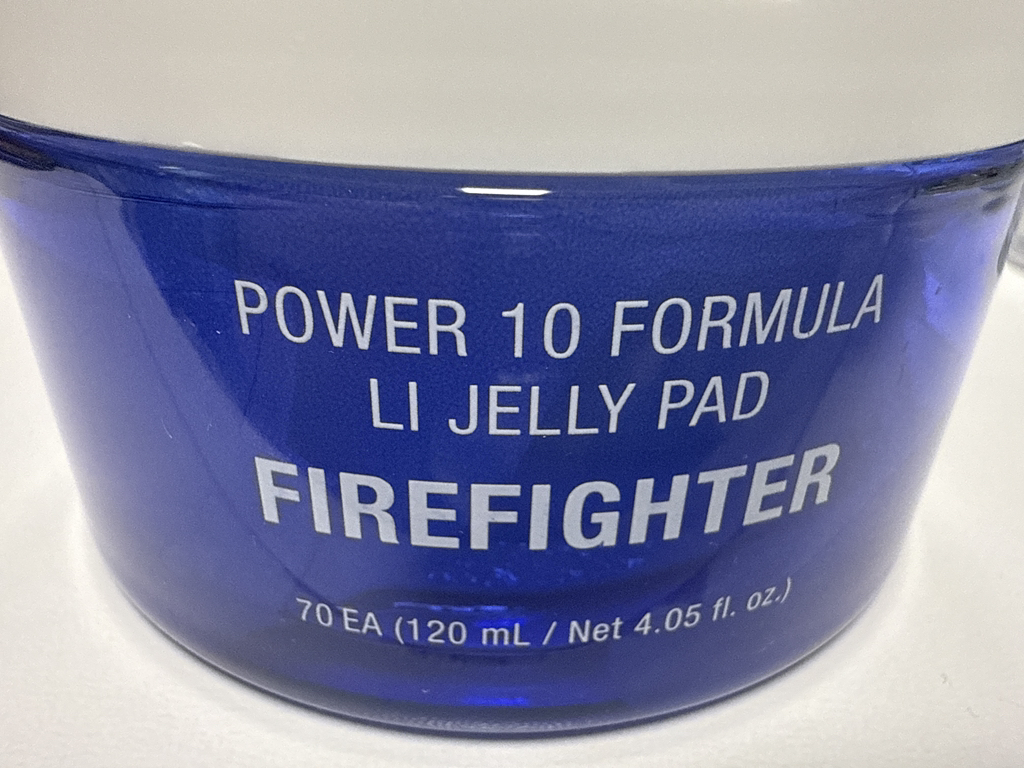 POWER 10 FORMULA
LI JELLY PAD
FIREFIGHTER
70 EA (120 mL / Net 4.05 fl. oz.)